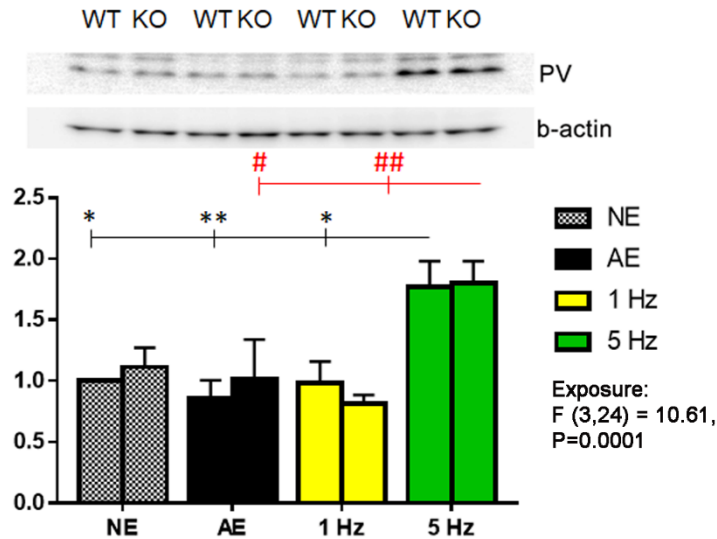 WT KO WT KO WT KO WT KO
PV
b-actin
# ##
2.5
* ** *
2.0
1.5
1.0
0.5
0.0
NE AE 1 Hz 5 Hz
NE
AE
1 Hz
5 Hz
Exposure:
F (3,24) = 10.61,
P=0.0001